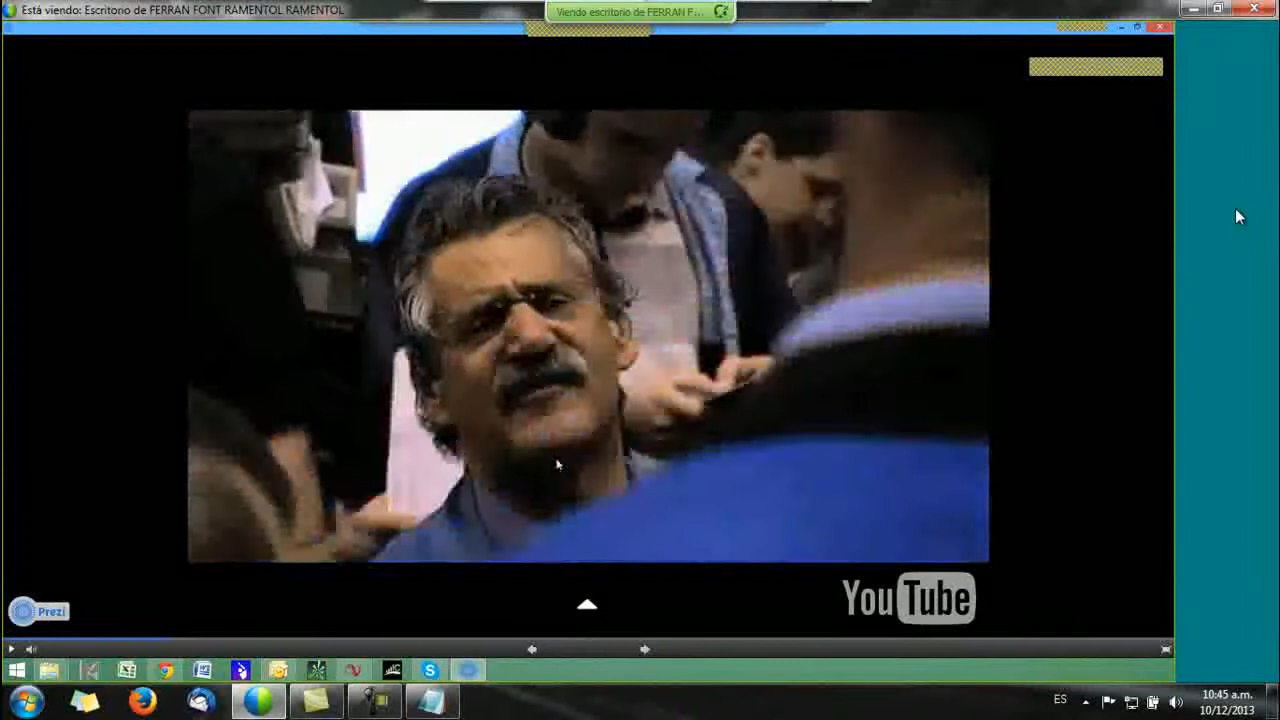 Está viendo: Escritorio de FERRAN FONT RAMENTOL RAMENTOL
Viendo escritorio de FERRAN F...
YouTube
Prezi
ES
10:45 a.m.
10/12/2013